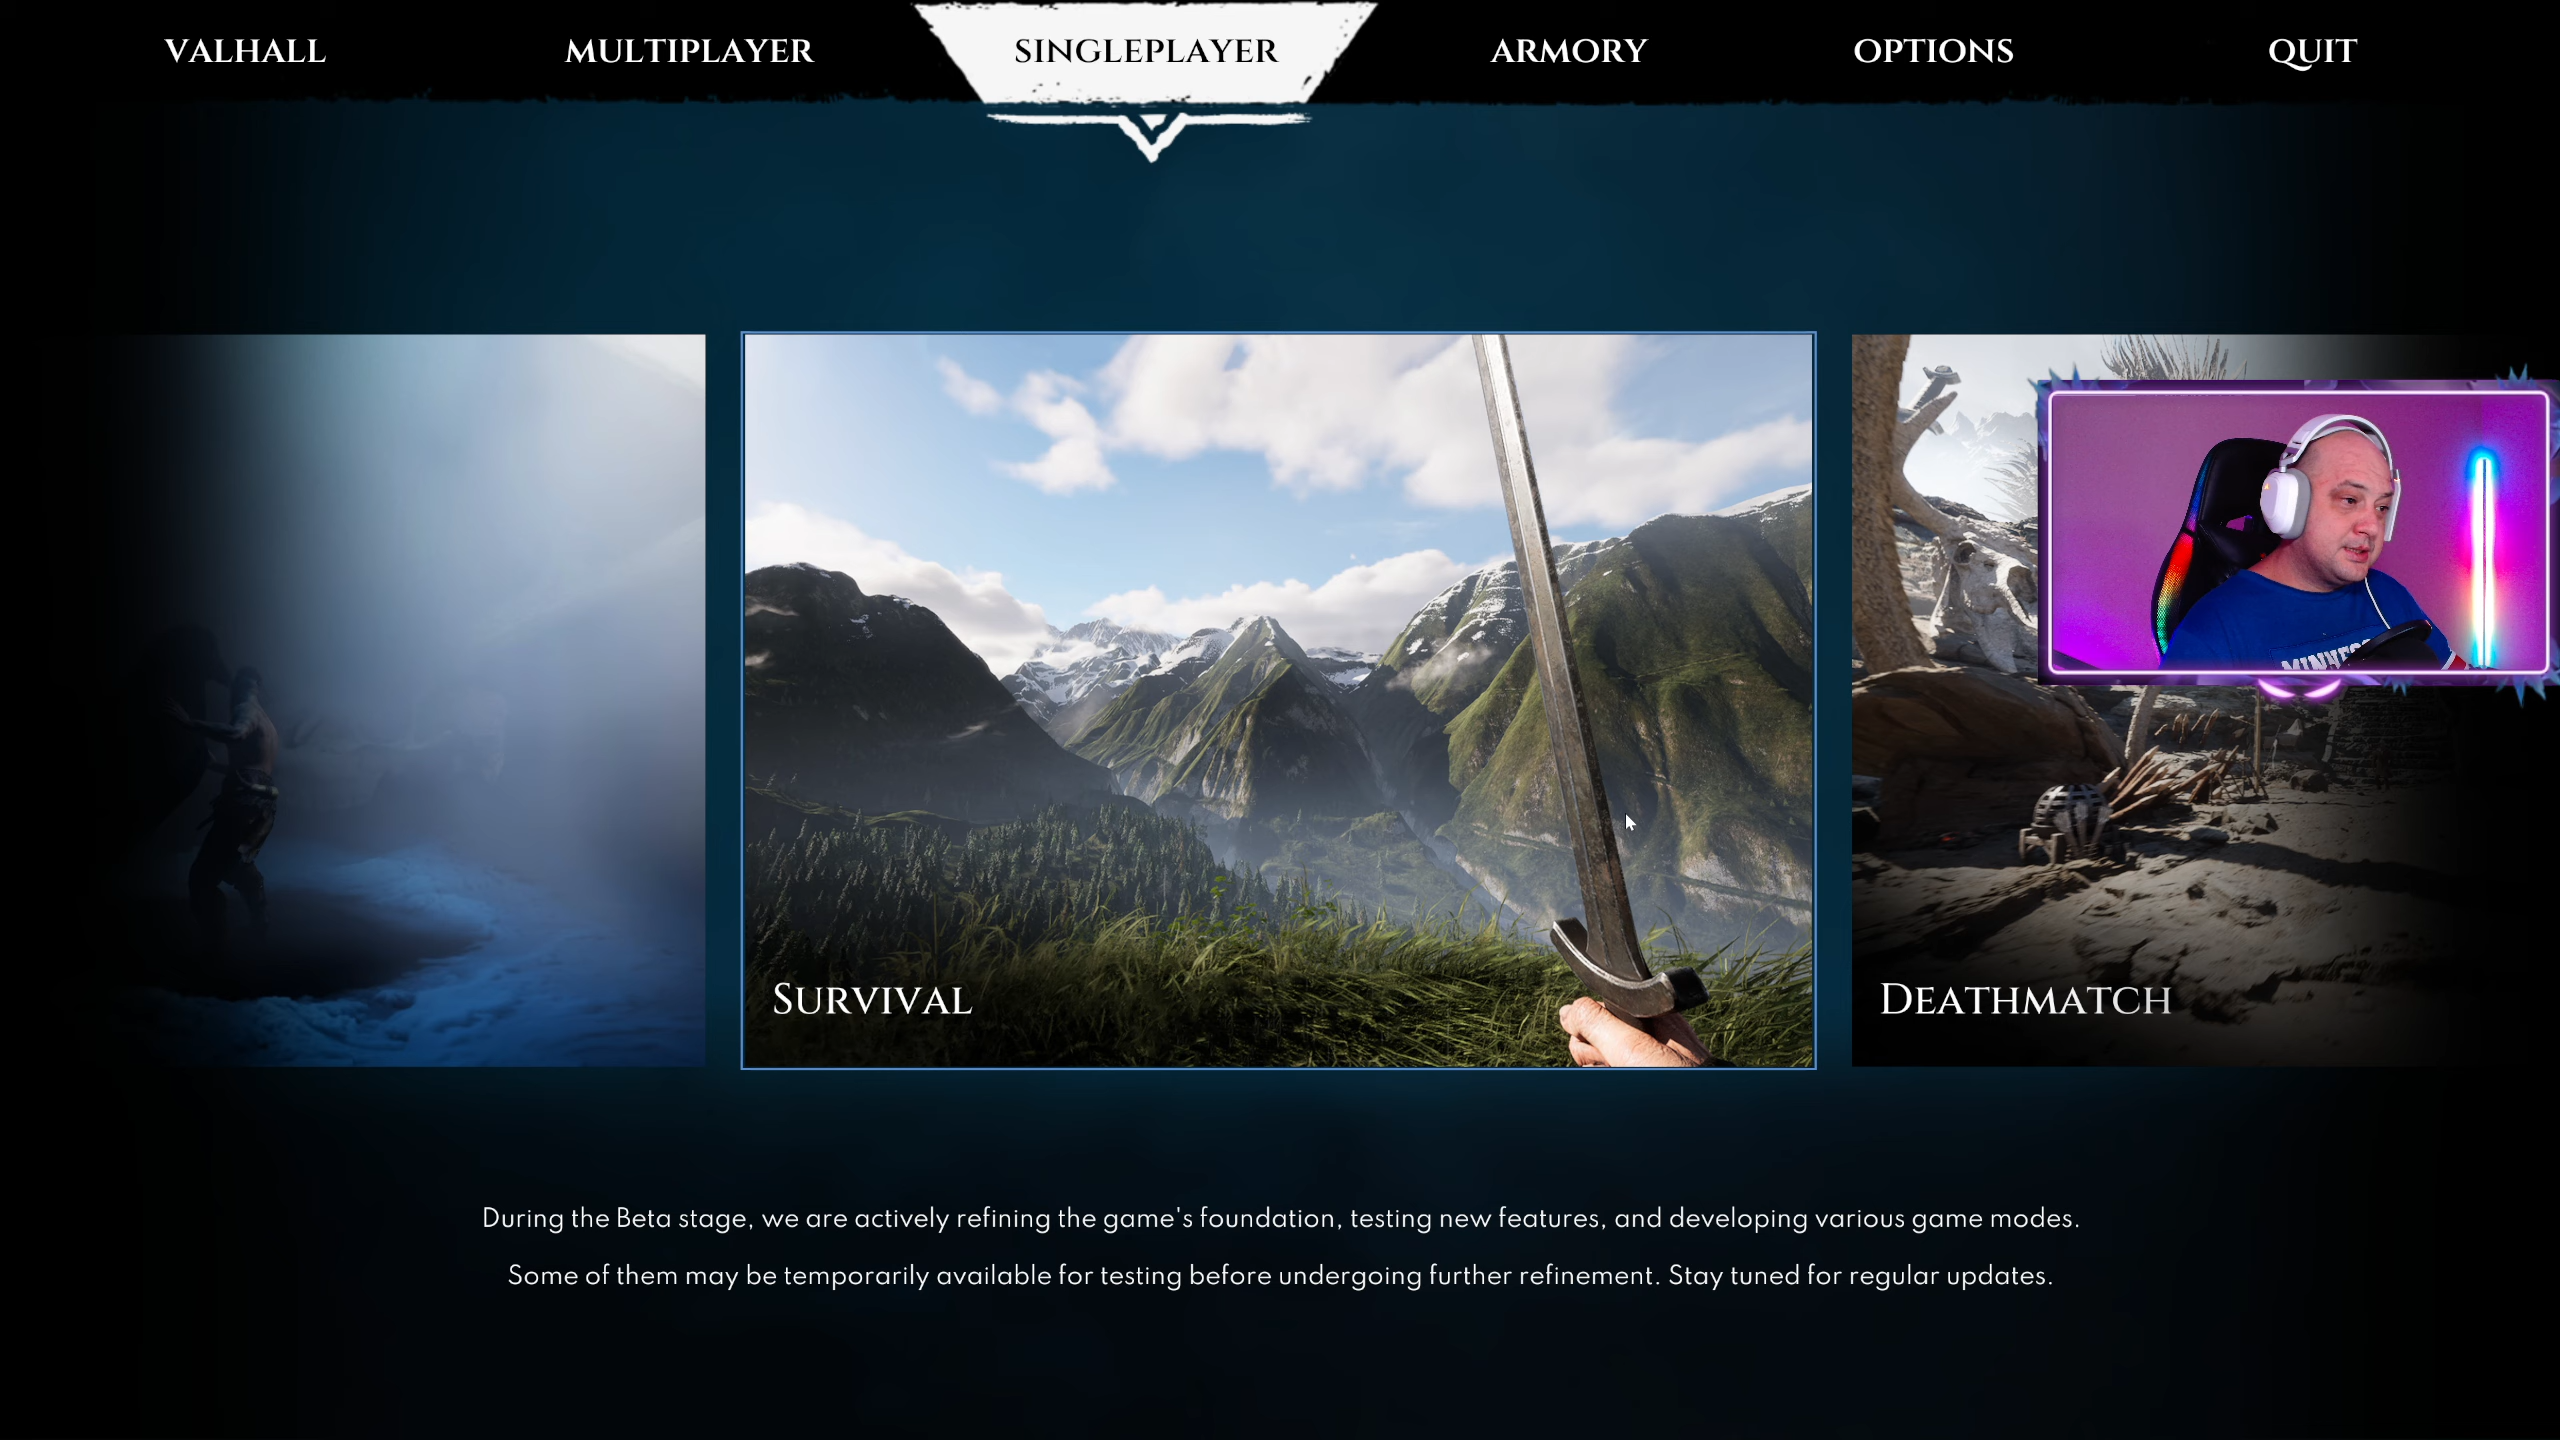 VALHALL
MULTIPLAYER
SINGLEPLAYER
ARMORY
OPTIONS
QUIT
SURVIVAL
DEATHMATCH
During the Beta stage, we are actively refining the game's foundation, testing new features, and developing various game modes.
Some of them may be temporarily available for testing before undergoing further refinement. Stay tuned for regular updates.